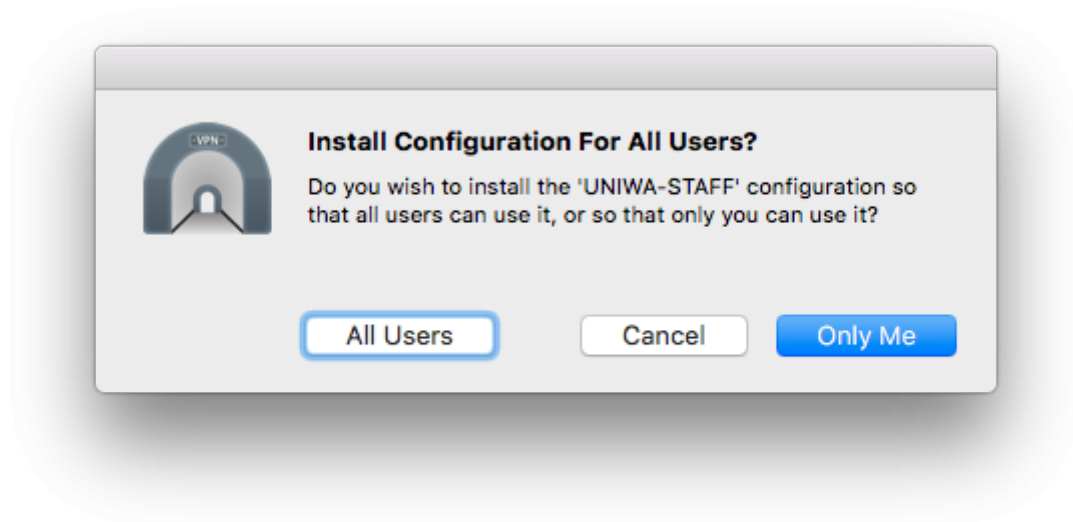 VPN
Install Configuration For All Users?
Do you wish to install the 'UNIWA-STAFF' configuration so
that all users can use it, or so that only you can use it?
All Users
Cancel
Only Me